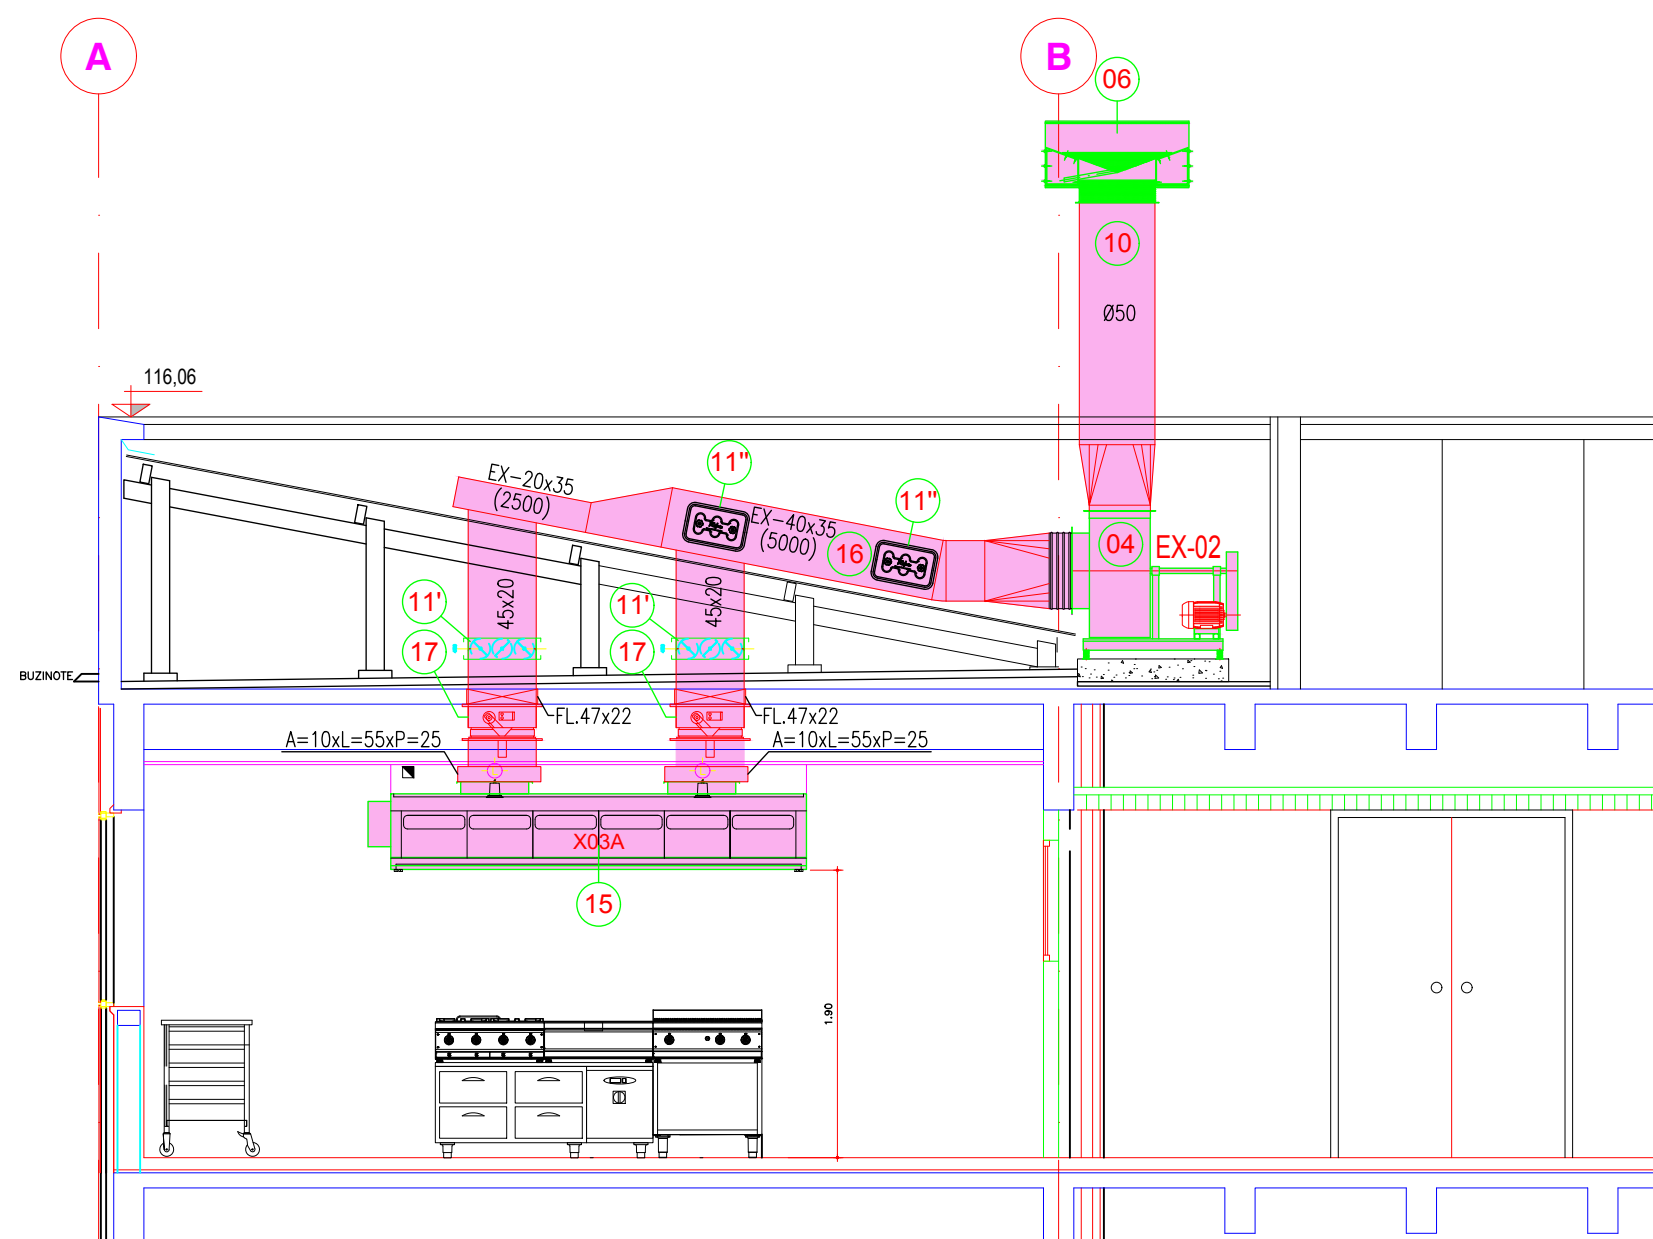 A
B
06
10
Ø50
116,06
11"
EX-20x35
(2500)
11"
EX-40x35
(5000)
16
04
EX-02
11'
45x20
11'
45x20
17
17
BUZINOTE
FL.47x22
FL.47x22
A=10xL=55xP=25
A=10xL=55xP=25
X03A
15
1.90